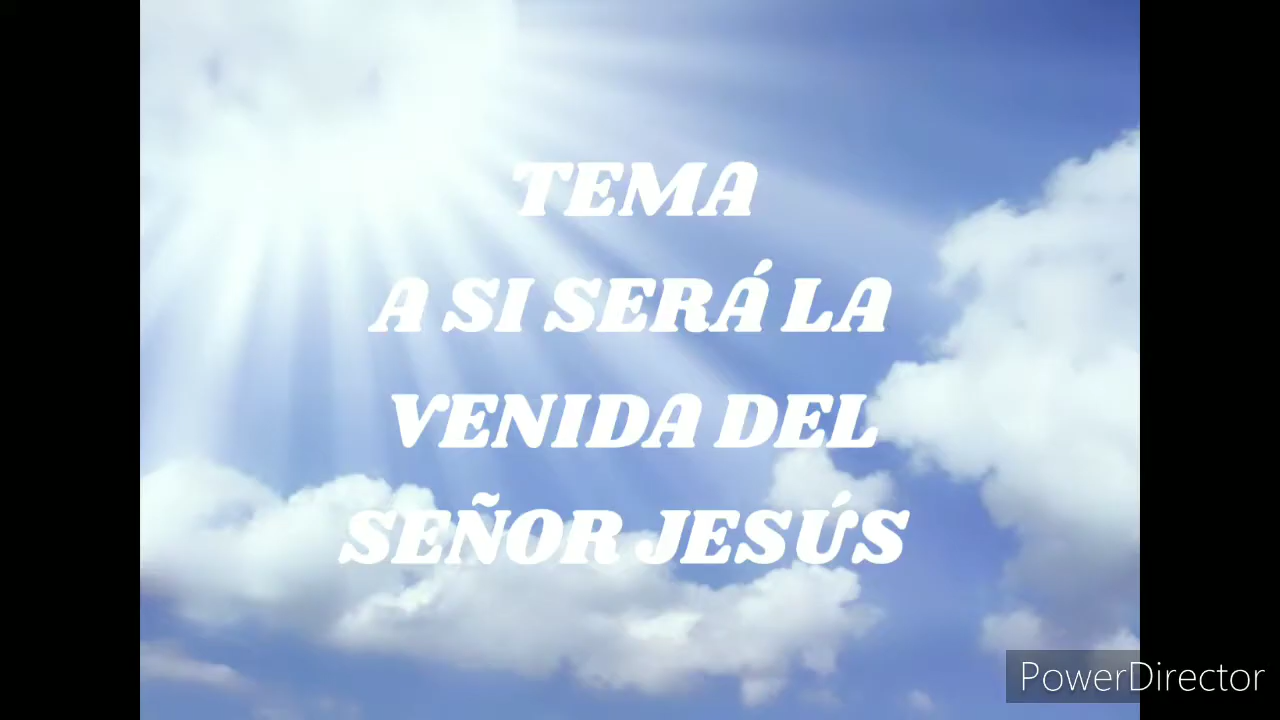 TEMA
A SI SERÁ LA
VENIDA DEL
SEÑOR JESÚS
PowerDirector